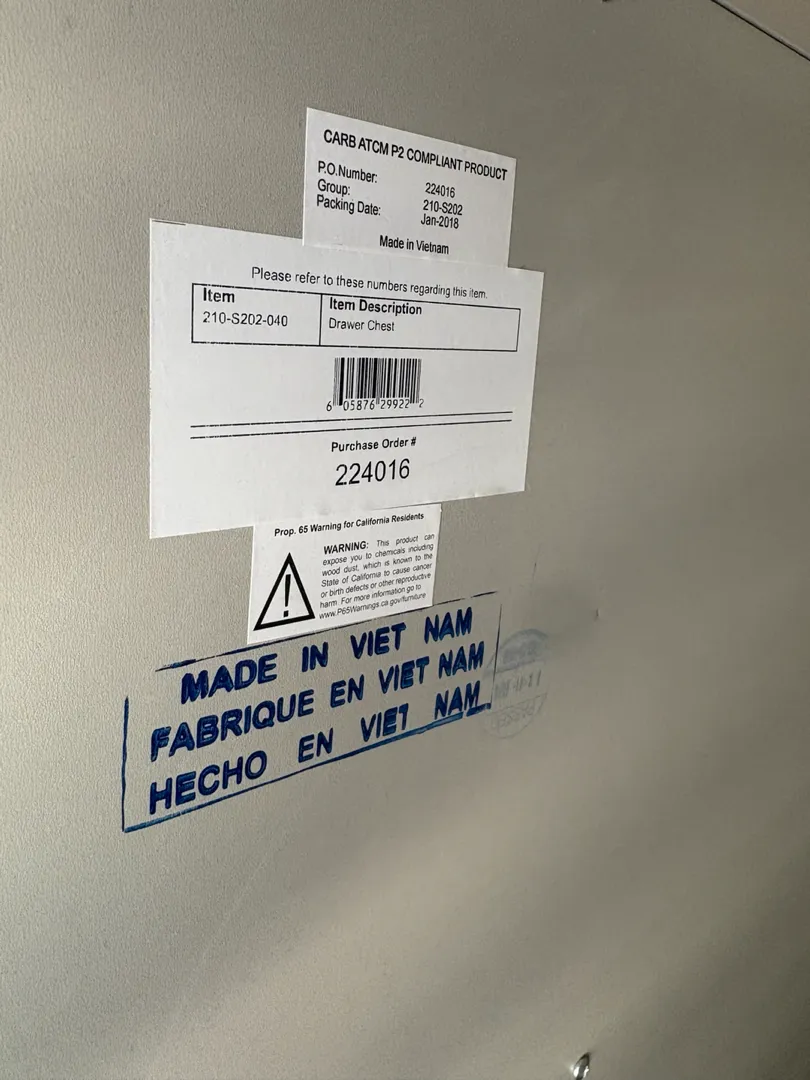 CARB ATCM P2 COMPLIANT PRODUCT
P.O.Number: 224016
Group: 210-S202
Packing Date: Jan-2018
Made in Vietnam
Please refer to these numbers regarding this item.
Item Item Description
210-S202-040 Drawer Chest
6 05876 29922 2
Purchase Order #
224016
Prop. 65 Warning for California Residents
WARNING: This product can
expose you to chemicals including
wood dust, which is known to the
State of California to cause cancer
or birth defects or other reproductive
harm. For more information go to
www.P65Warnings.ca.gov/furniture
MADE IN VIET NAM
FABRIQUE EN VIET NAM
HECHO EN VIET NAM